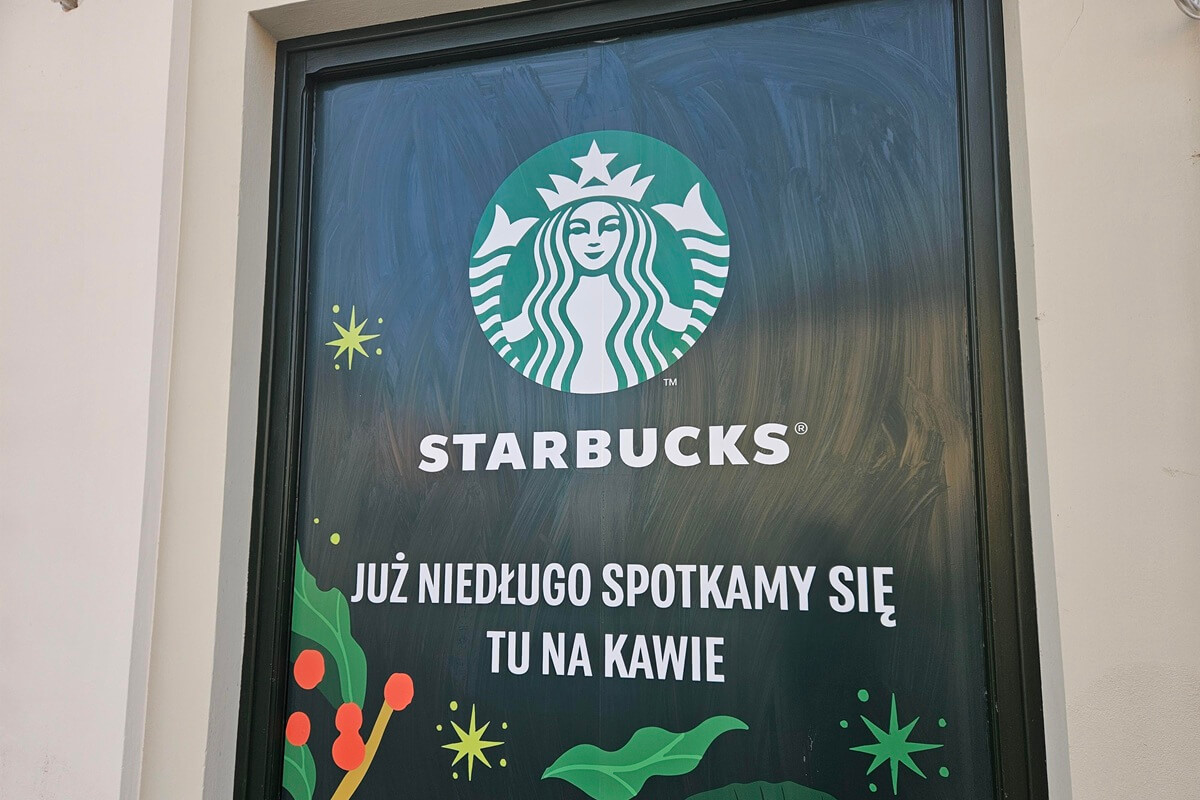 TM
STARBUCKS®
JUŻ NIEDŁUGO SPOTKAMY SIĘ
TU NA KAWIE